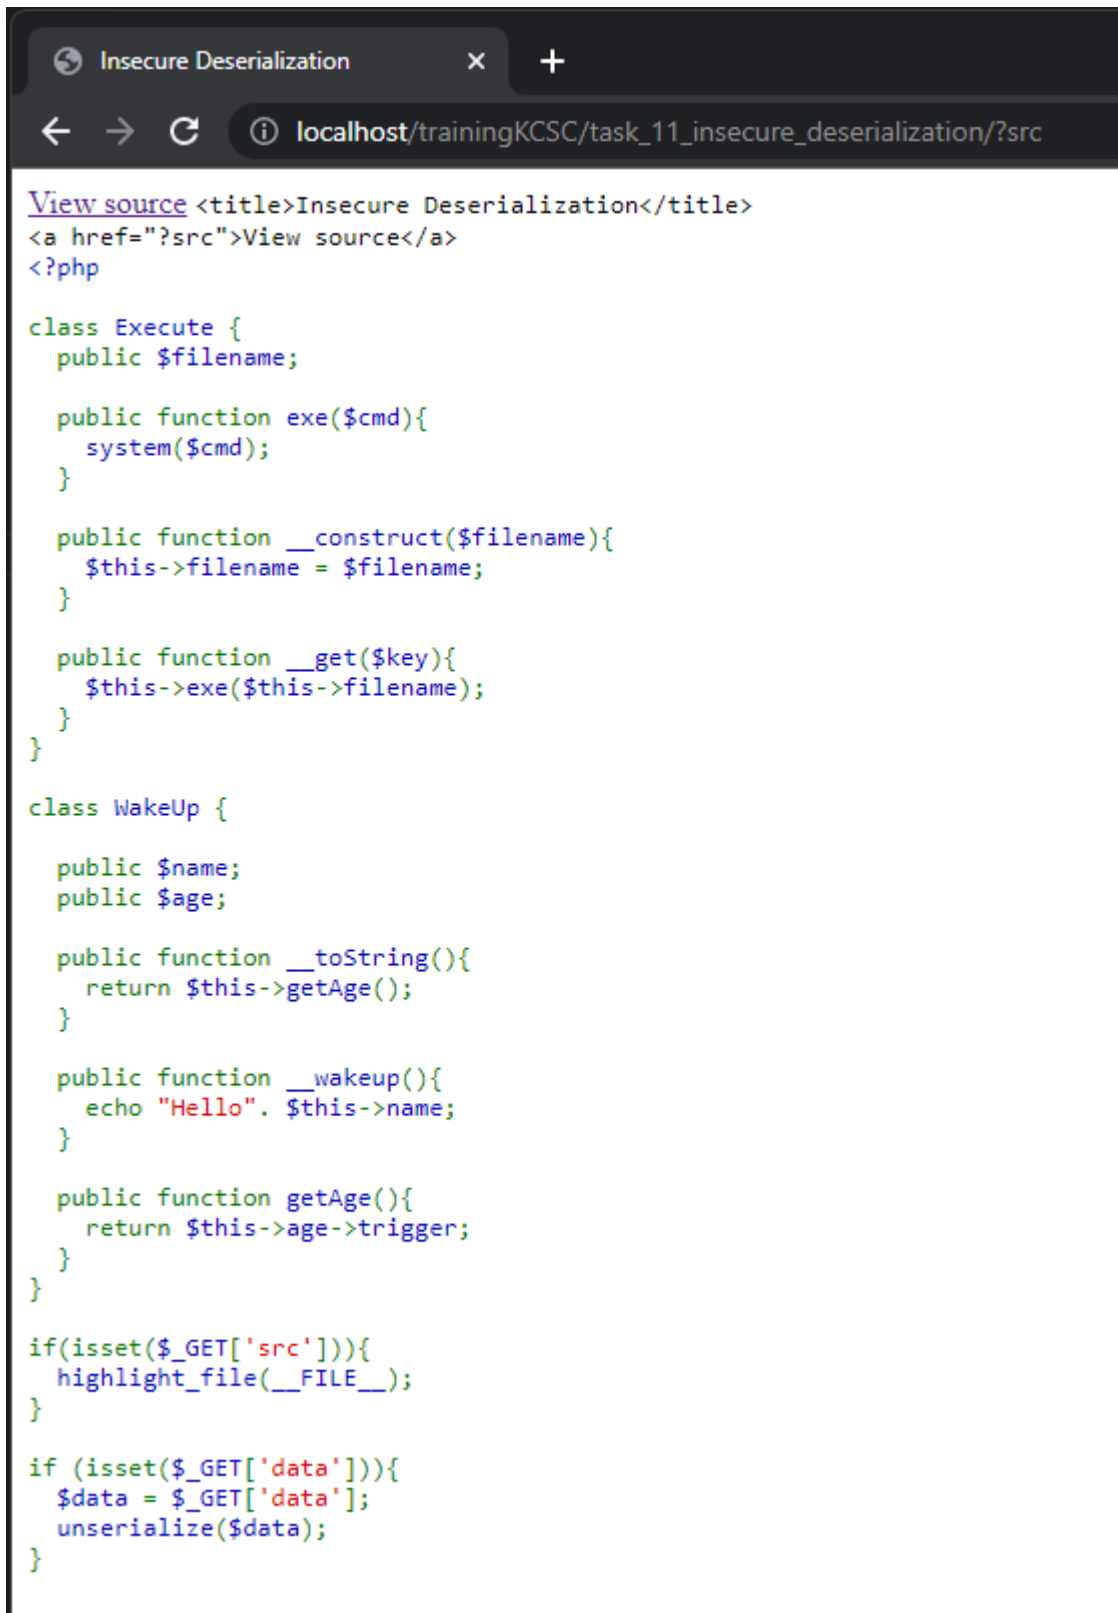 Insecure Deserialization
localhost/trainingKCSC/task_11_insecure_deserialization/?src
View source <title>Insecure Deserialization</title>
<a href="?src">View source</a>
<?php
class Execute {
  public $filename;
  public function exe($cmd){
    system($cmd);
  }
  public function __construct($filename){
    $this->filename = $filename;
  }
  public function __get($key){
    $this->exe($this->filename);
  }
}
class WakeUp {
  public $name;
  public $age;
  public function __toString(){
    return $this->getAge();
  }
  public function __wakeup(){
    echo "Hello". $this->name;
  }
  public function getAge(){
    return $this->age->trigger;
  }
}
if(isset($_GET['src'])){
  highlight_file(__FILE__);
}
if (isset($_GET['data'])){
  $data = $_GET['data'];
  unserialize($data);
}